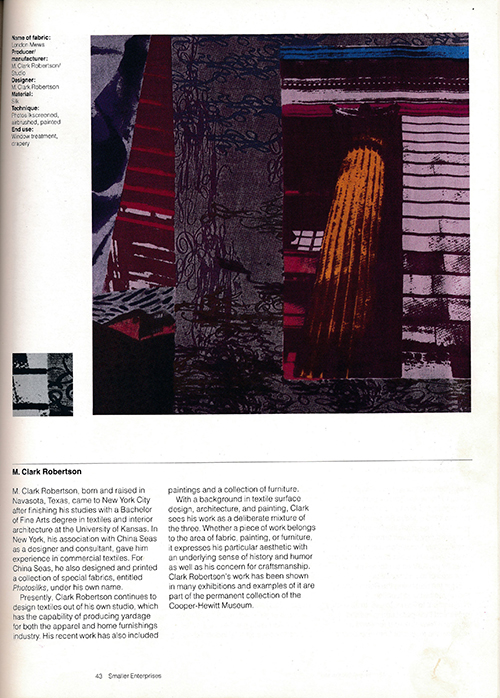 Name of fabric:
London Mews
Producer/
manufacturer:
M. Clark Robertson/
Studio
Designer:
M. Clark Robertson
Material:
Silk
Technique:
Photosilkscreened,
airbrushed, painted
End use:
Window treatment,
drapery
M. Clark Robertson
M. Clark Robertson, born and raised in
Navasota, Texas, came to New York City
after finishing his studies with a Bachelor
of Fine Arts degree in textiles and interior
architecture at the University of Kansas. In
New York, his association with China Seas
as a designer and consultant, gave him
experience in commercial textiles. For
China Seas, he also designed and printed
a collection of special fabrics, entitled
Photosilks, under his own name.
Presently, Clark Robertson continues to
design textiles out of his own studio, which
has the capability of producing yardage
for both the apparel and home furnishings
industry. His recent work has also included
paintings and a collection of furniture.
With a background in textile surface
design, architecture, and painting, Clark
sees his work as a deliberate mixture of
the three. Whether a piece of work belongs
to the area of fabric, painting, or furniture,
it expresses his particular aesthetic with
an underlying sense of history and humor
as well as his concern for craftsmanship.
Clark Robertson's work has been shown
in many exhibitions and examples of it are
part of the permanent collection of the
Cooper-Hewitt Museum.
43 Smaller Enterprises